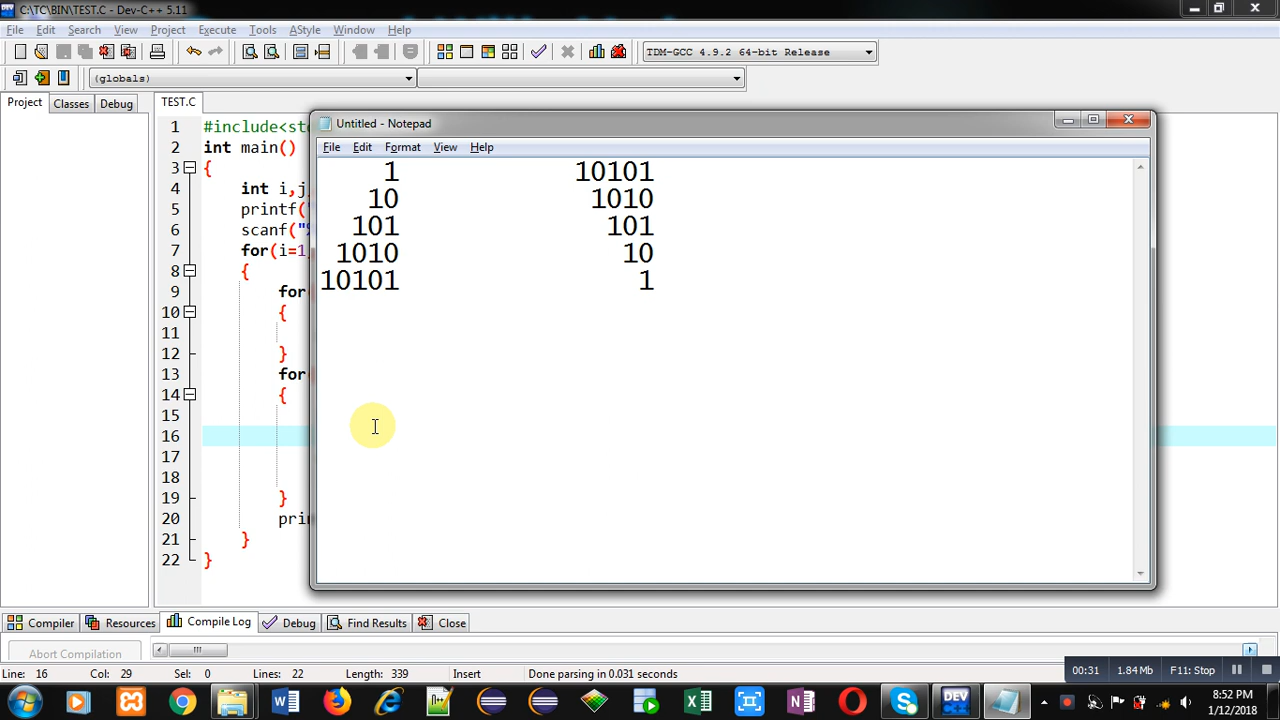 C:\TC\BIN\TEST.C - Dev-C++ 5.11
File Edit Search View Project Execute Tools AStyle Window Help
TDM-GCC 4.9.2 64-bit Release
(globals)
Project Classes Debug TEST.C
Untitled - Notepad
File Edit Format View Help
1 10101
10 1010
101 101
1010 10
10101 1
1 #include<st
2 int main()
3 {
4 int i,j
5 printf("
6 scanf("
7 for(i=1
8 {
9 for
10 {
11
12 }
13 for
14 {
15
16
17
18
19 }
20 pri
21 }
22 }
Compiler Resources Compile Log Debug Find Results Close
Abort Compilation
Line: 16 Col: 29 Sel: 0 Lines: 22 Length: 339 Insert Done parsing in 0.031 seconds
00:31 1.84 Mb F11: Stop
8:52 PM
1/12/2018